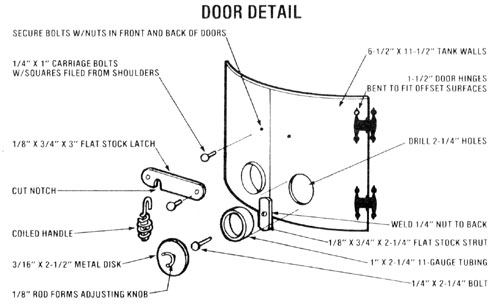 DOOR DETAIL
SECURE BOLTS W/NUTS IN FRONT AND BACK OF DOORS
6-1/2" X 11-1/2" TANK WALLS
1/4" X 1" CARRIAGE BOLTS
W/SQUARES FILED FROM SHOULDERS
1-1/2" DOOR HINGES
BENT TO FIT OFFSET SURFACES
1/8" X 3/4" X 3" FLAT STOCK LATCH
DRILL 2-1/4" HOLES
CUT NOTCH
COILED HANDLE
WELD 1/4" NUT TO BACK
1/8" X 3/4" X 2-1/4" FLAT STOCK STRUT
3/16" X 2-1/2" METAL DISK
1" X 2-1/4" 11-GAUGE TUBING
1/4" X 2-1/4" BOLT
1/8" ROD FORMS ADJUSTING KNOB